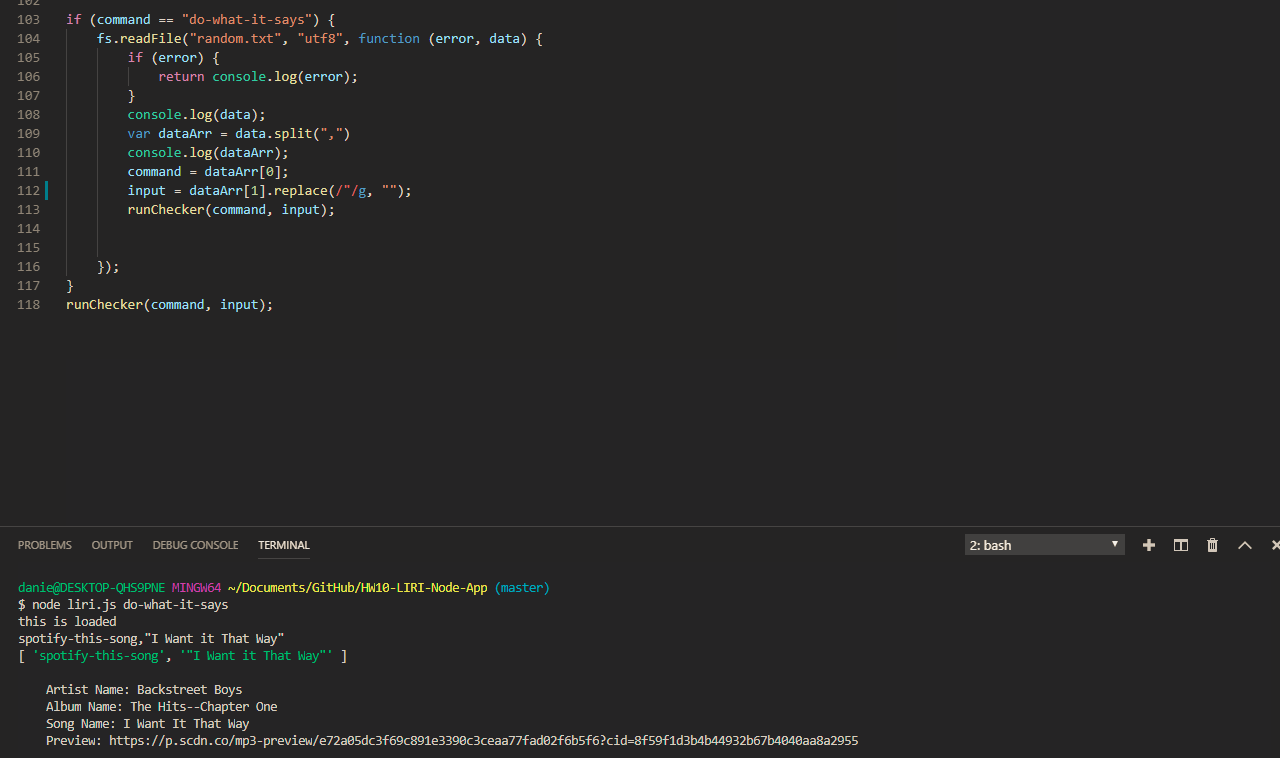 102
103 if (command == "do-what-it-says") {
104 fs.readFile("random.txt", "utf8", function (error, data) {
105 if (error) {
106 return console.log(error);
107 }
108 console.log(data);
109 var dataArr = data.split(",")
110 console.log(dataArr);
111 command = dataArr[0];
112 input = dataArr[1].replace(/"/g, "");
113 runChecker(command, input);
114
115
116 });
117 }
118 runChecker(command, input);
PROBLEMS OUTPUT DEBUG CONSOLE TERMINAL 2: bash
danie@DESKTOP-QHS9PNE MINGW64 ~/Documents/GitHub/HW10-LIRI-Node-App (master)
$ node liri.js do-what-it-says
this is loaded
spotify-this-song,"I Want it That Way"
[ 'spotify-this-song', '"I Want it That Way"' ]
Artist Name: Backstreet Boys
Album Name: The Hits--Chapter One
Song Name: I Want It That Way
Preview: https://p.scdn.co/mp3-preview/e72a05dc3f69c891e3390c3ceaa77fad02f6b5f6?cid=8f59f1d3b4b44932b67b4040aa8a2955